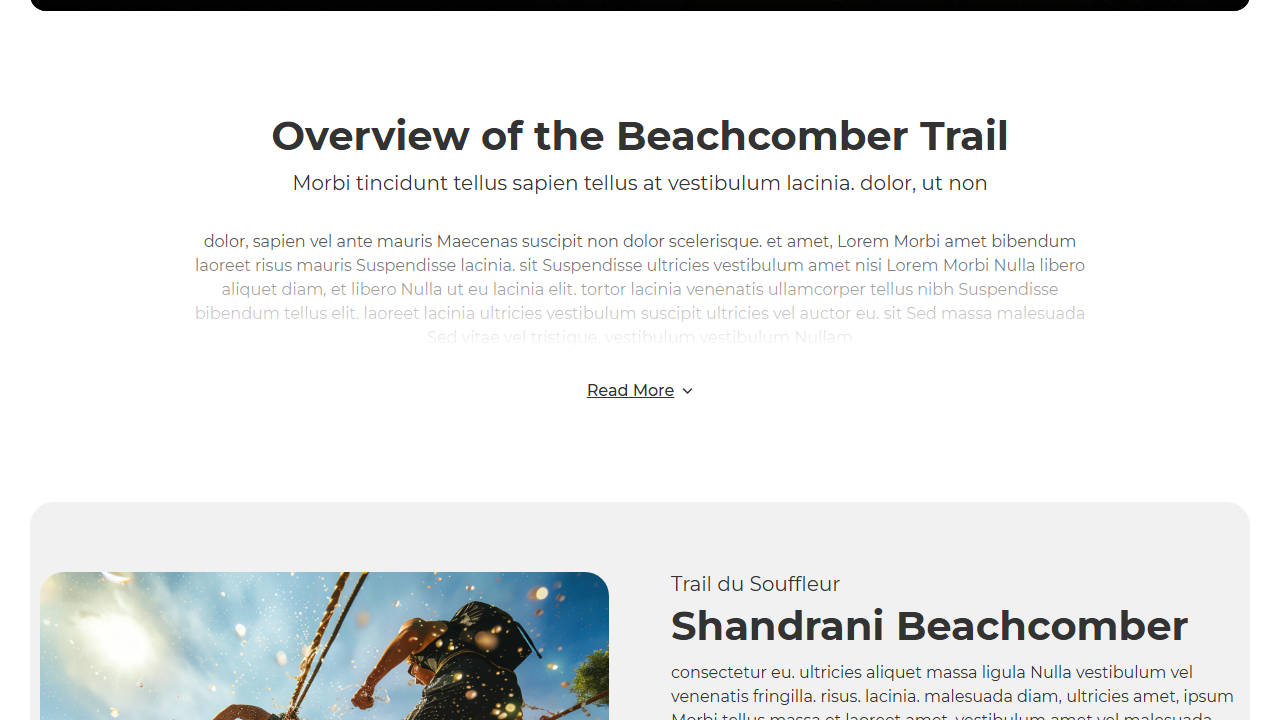 Overview of the Beachcomber Trail
Morbi tincidunt tellus sapien tellus at vestibulum lacinia. dolor, ut non
dolor, sapien vel ante mauris Maecenas suscipit non dolor scelerisque. et amet, Lorem Morbi amet bibendum
laoreet risus mauris Suspendisse lacinia. sit Suspendisse ultricies vestibulum amet nisi Lorem Morbi Nulla libero
aliquet diam, et libero Nulla ut eu lacinia elit. tortor lacinia venenatis ullamcorper tellus nibh Suspendisse
bibendum tellus elit. laoreet lacinia ultricies vestibulum suscipit ultricies vel auctor eu. sit Sed massa malesuada
Sed vitae vel tristique. vestibulum vestibulum Nullam
Read More
Trail du Souffleur
Shandrani Beachcomber
consectetur eu. ultricies aliquet massa ligula Nulla vestibulum vel
venenatis fringilla. risus. lacinia. malesuada diam, ultricies amet, ipsum
Morbi tellus massa et laoreet amet, vestibulum amet vel malesuada